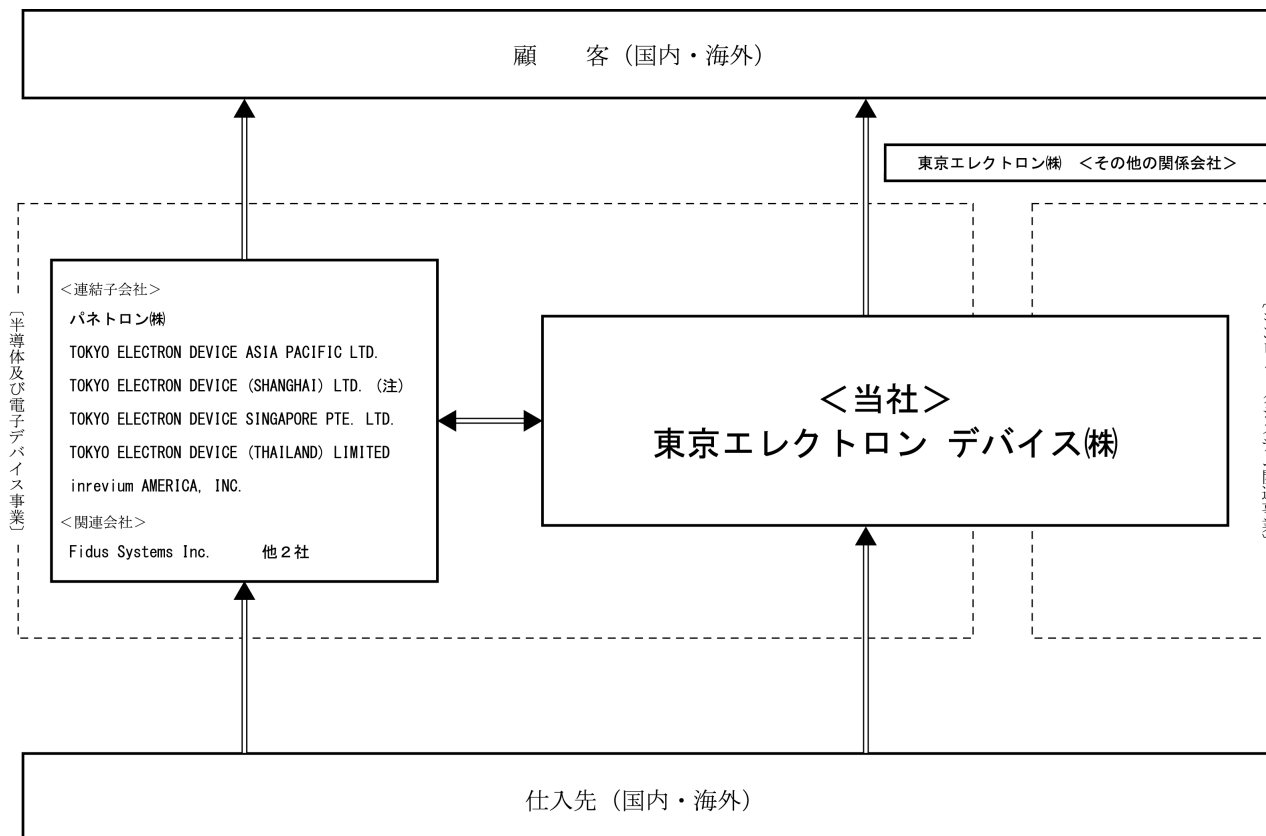 顧　　客（国内・海外）
東京エレクトロン㈱　＜その他の関係会社＞
＜連結子会社＞
パネトロン㈱
TOKYO ELECTRON DEVICE ASIA PACIFIC LTD.
TOKYO ELECTRON DEVICE (SHANGHAI) LTD. (注)
TOKYO ELECTRON DEVICE SINGAPORE PTE. LTD.
TOKYO ELECTRON DEVICE (THAILAND) LIMITED
inrevium AMERICA, INC.
＜関連会社＞
Fidus Systems Inc.　　他２社
〔半導体及び電子デバイス事業〕
＜当社＞
東京エレクトロン デバイス㈱
仕入先（国内・海外）